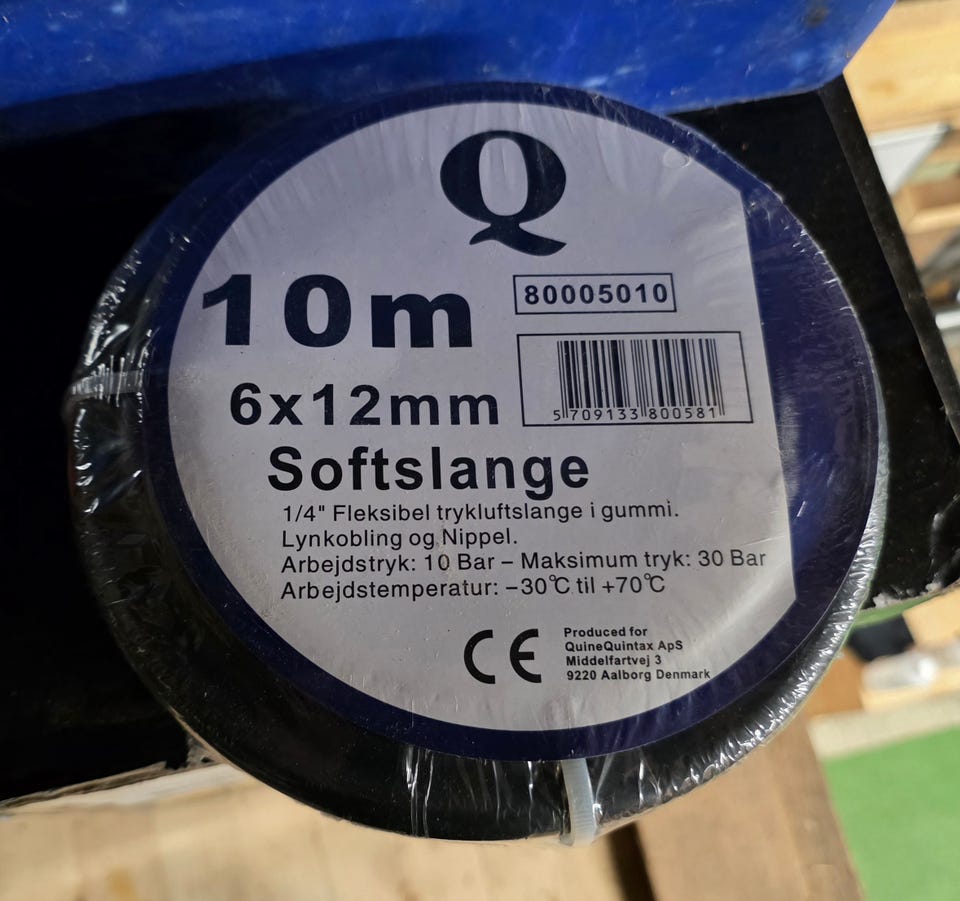 Q
10m
80005010
5 709133 800581
6x12mm
Softslange
1/4" Fleksibel trykluftslange i gummi.
Lynkobling og Nippel.
Arbejdstryk: 10 Bar – Maksimum tryk: 30 Bar
Arbejdstemperatur: –30℃ til +70℃
CE
Produced for
QuineQuintax ApS
Middelfartvej 3
9220 Aalborg Denmark